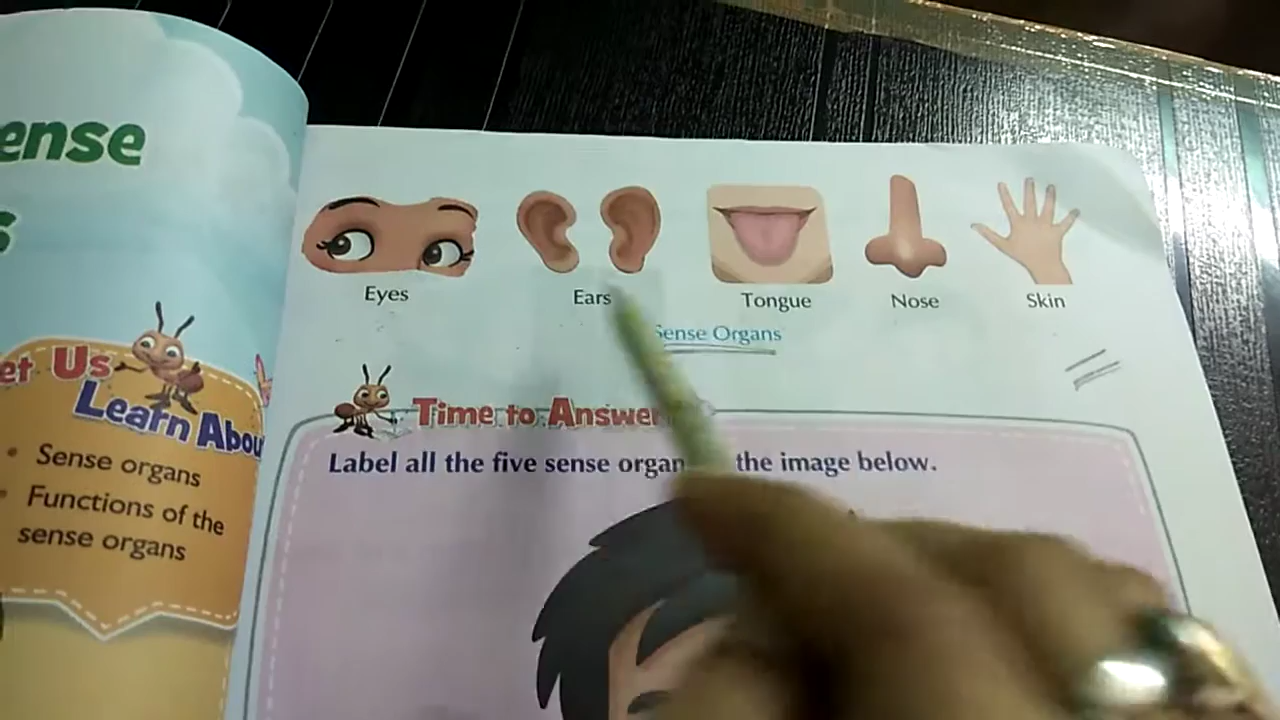 ense
s
et Us
Learn Abou
• Sense organs
• Functions of the
sense organs
Eyes
Ears
Tongue
Nose
Skin
Sense Organs
Time to Answer
Label all the five sense organ the image below.